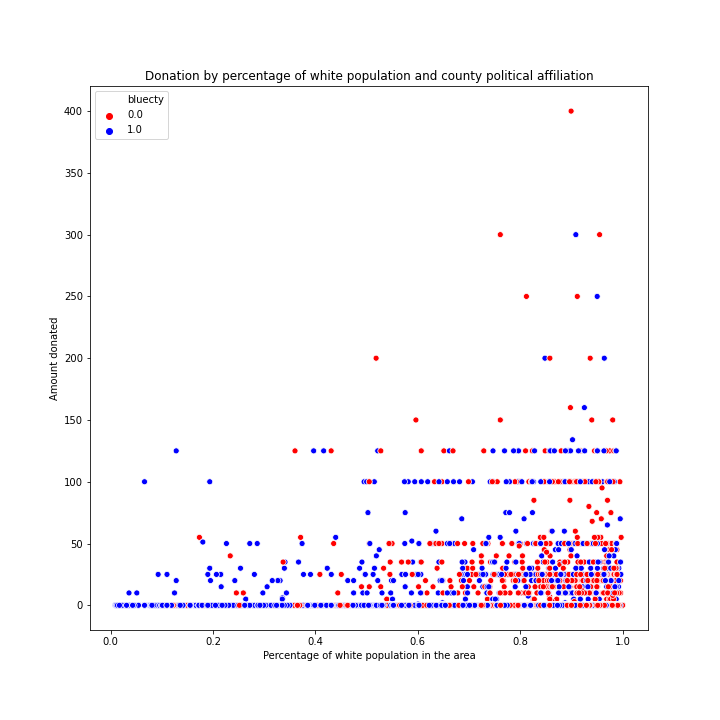 Donation by percentage of white population and county political affiliation
bluecty
0.0
1.0
400
350
300
250
200
150
100
50
0
Amount donated
0.0 0.2 0.4 0.6 0.8 1.0
Percentage of white population in the area